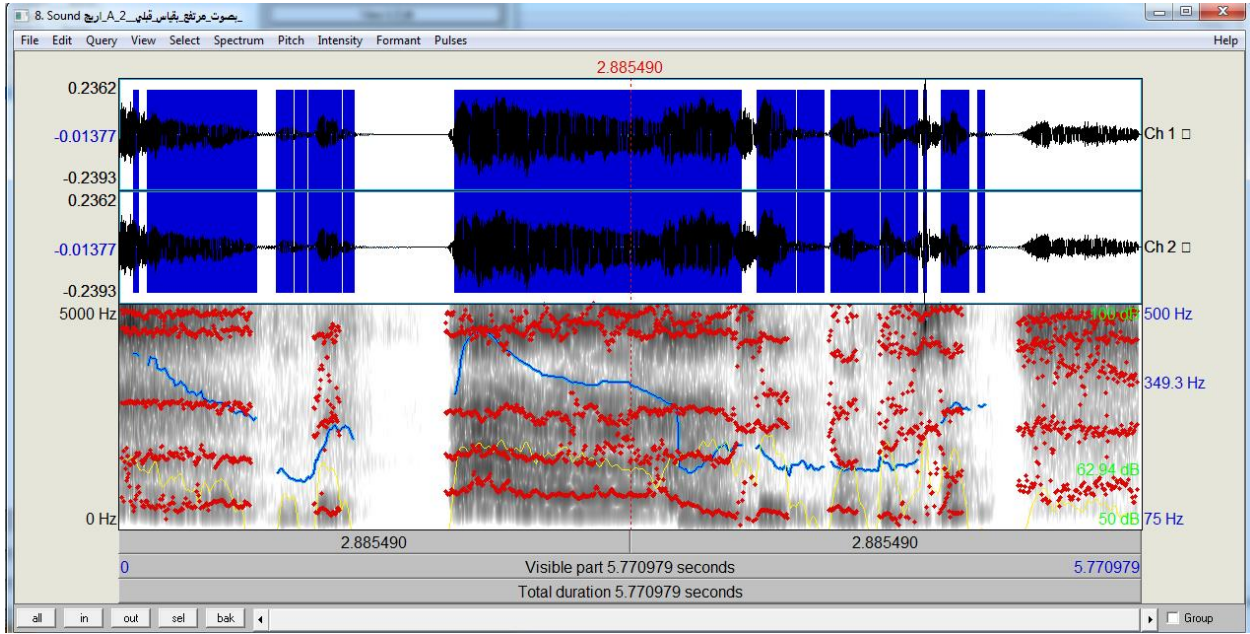 8. Sound اريج_A_2__بصوت_مرتفع_بقياس_قبلي_
File Edit Query View Select Spectrum Pitch Intensity Formant Pulses Help
2.885490
0.2362
-0.01377
-0.2393
Ch 1
0.2362
-0.01377
-0.2393
Ch 2
5000 Hz
100 dB 500 Hz
349.3 Hz
62.94 dB
0 Hz
50 dB 75 Hz
2.885490 2.885490
0 Visible part 5.770979 seconds 5.770979
Total duration 5.770979 seconds
all in out sel bak Group